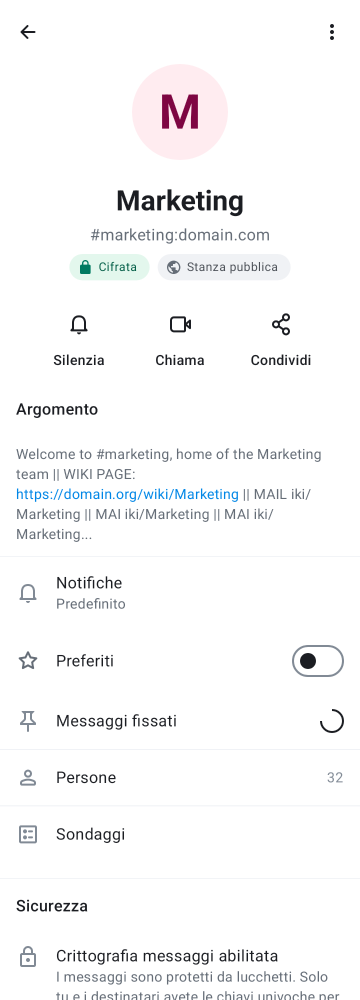 M
Marketing
#marketing:domain.com
Cifrata
Stanza pubblica
Silenzia
Chiama
Condividi
Argomento
Welcome to #marketing, home of the Marketing
team || WIKI PAGE:
https://domain.org/wiki/Marketing || MAIL iki/
Marketing || MAI iki/Marketing || MAI iki/
Marketing...
Notifiche
Predefinito
Preferiti
Messaggi fissati
Persone
32
Sondaggi
Sicurezza
Crittografia messaggi abilitata
I messaggi sono protetti da lucchetti. Solo
tu e i destinatari avete le chiavi univoche per